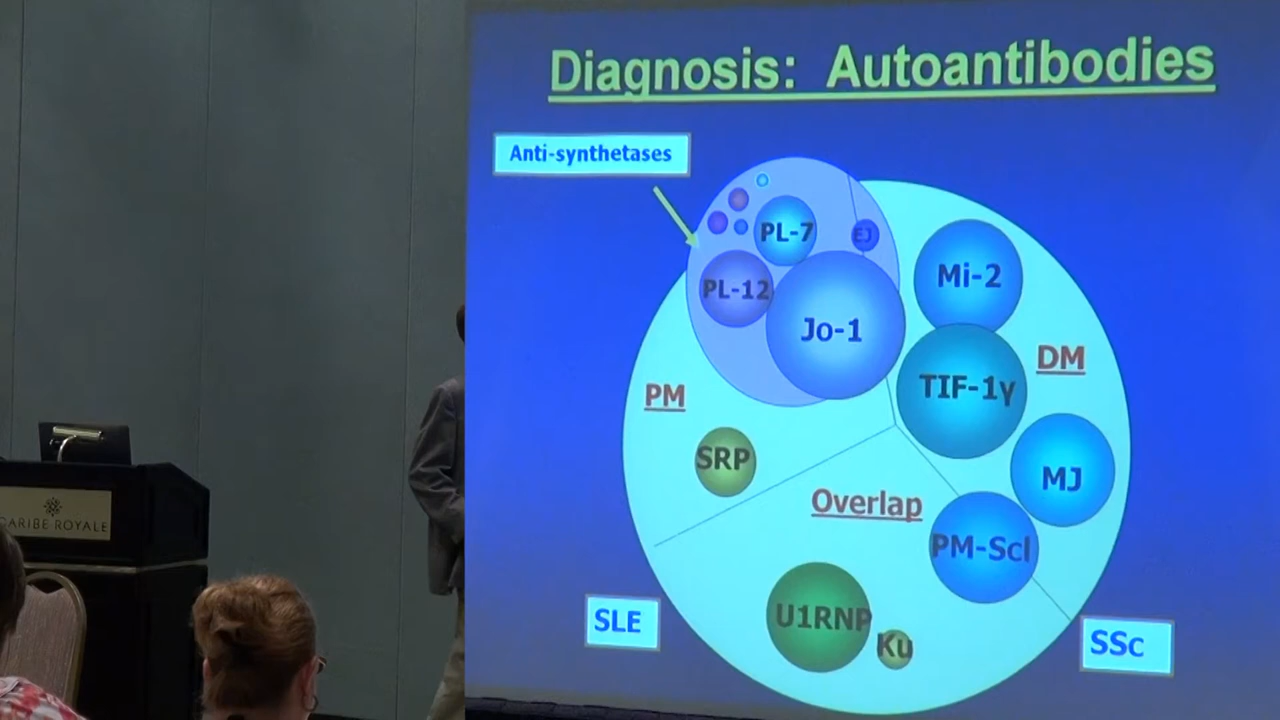 Diagnosis: Autoantibodies
Anti-synthetases
PL-7
EJ
PL-12
Jo-1
Mi-2
TIF-1γ
DM
PM
SRP
MJ
Overlap
PM-Scl
U1RNP
Ku
SLE
SSc
CARIBE ROYALE